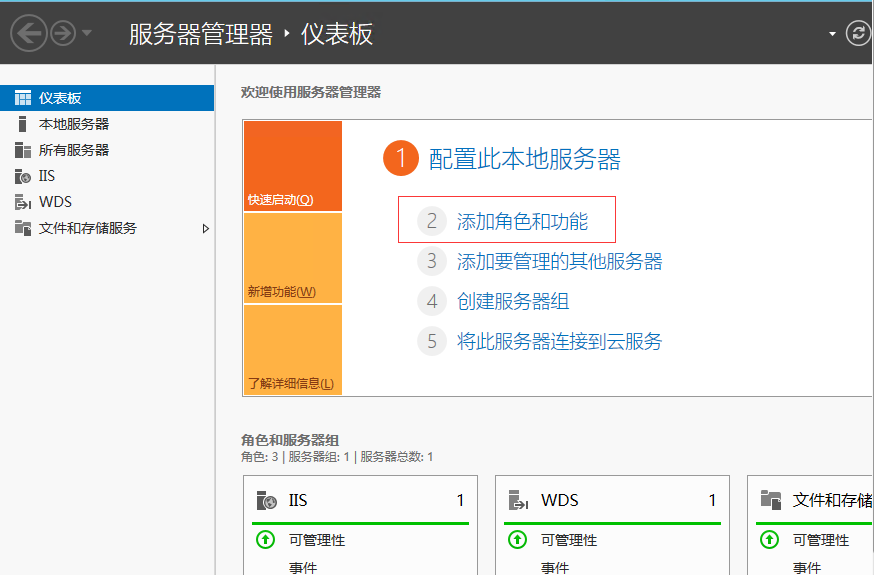 服务器管理器 · 仪表板
仪表板
本地服务器
所有服务器
IIS
WDS
文件和存储服务
欢迎使用服务器管理器
快速启动(Q)
新增功能(W)
了解详细信息(L)
1 配置此本地服务器
2 添加角色和功能
3 添加要管理的其他服务器
4 创建服务器组
5 将此服务器连接到云服务
角色和服务器组
角色: 3 | 服务器组: 1 | 服务器总数: 1
IIS 1
可管理性
事件
WDS 1
可管理性
事件
文件和存储
可管理性
事件